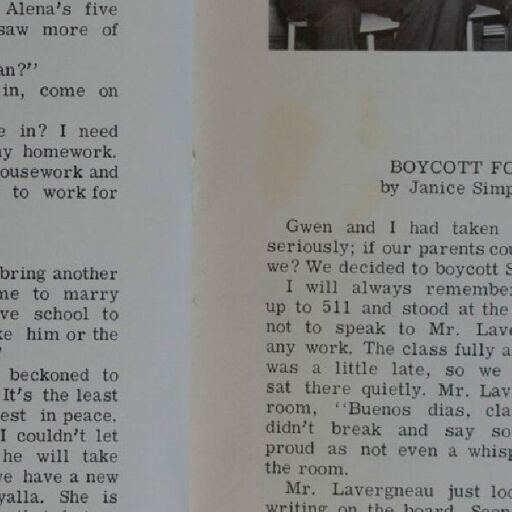 Alena's five
saw more of
an?"
in, come on
e in? I need
ny homework.
ousework and
to work for
bring another
me to marry
ve school to
ke him or the
beckoned to
It's the least
est in peace.
I couldn't let
he will take
ve have a new
yalla. She is
BOYCOTT FO
by Janice Simp
Gwen and I had taken
seriously; if our parents cou
we? We decided to boycott S
I will always remember
up to 511 and stood at the
not to speak to Mr. Lave
any work. The class fully a
was a little late, so we
sat there quietly. Mr. Lav
room, "Buenos dias, cla
didn't break and say so
proud as not even a whisp
the room.
Mr. Lavergneau just loo
writing on the board. Soon